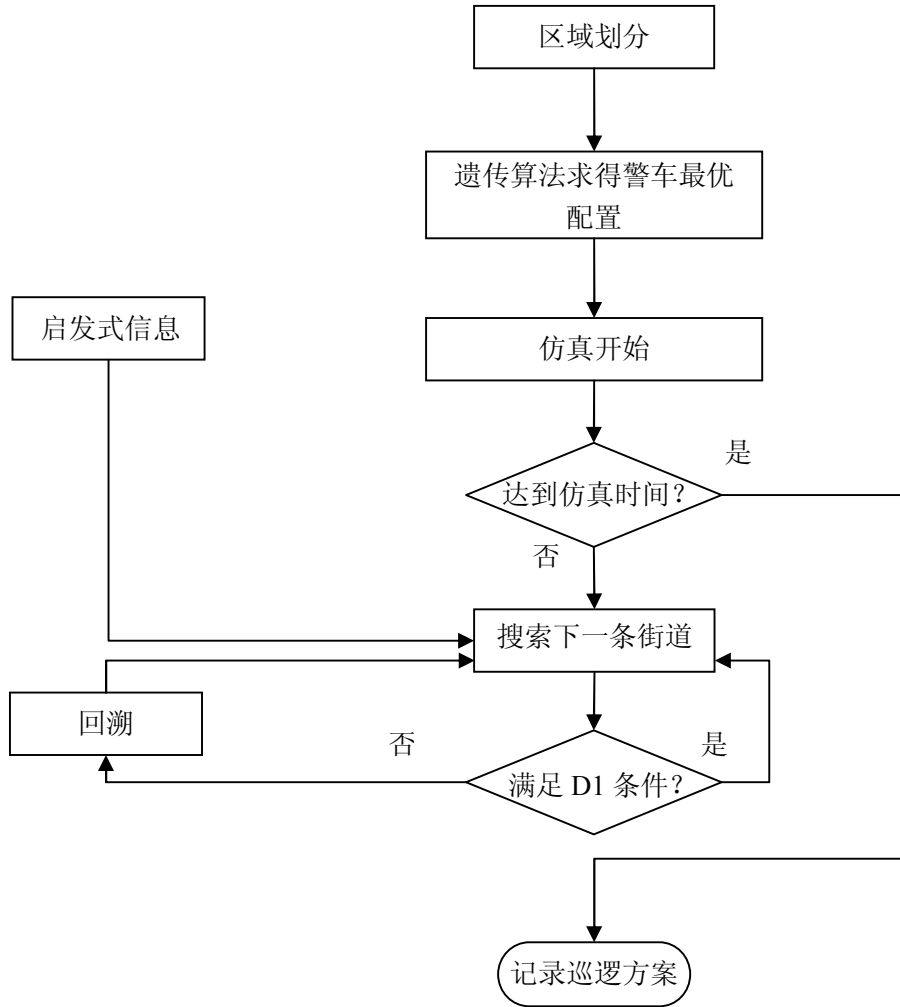 区域划分
遗传算法求得警车最优
配置
启发式信息
仿真开始
是
达到仿真时间？
否
搜索下一条街道
回溯
否
是
满足 D1 条件？
记录巡逻方案